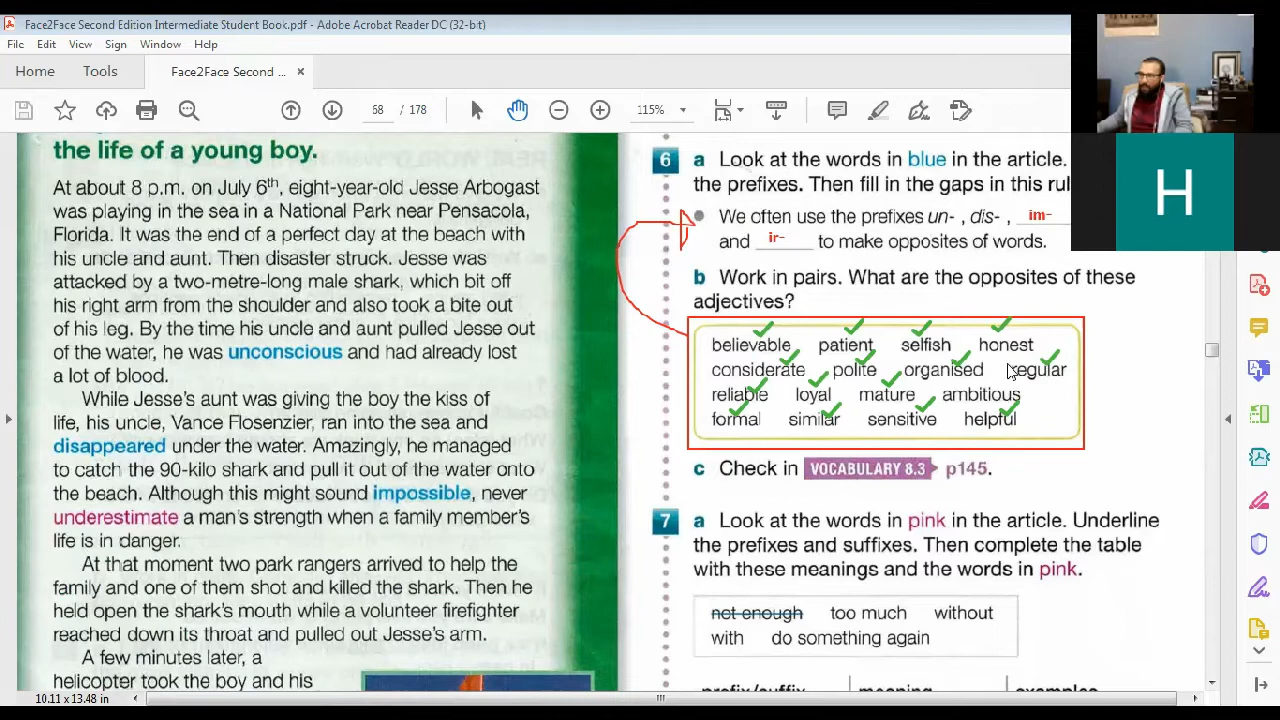 Face2Face Second Edition Intermediate Student Book.pdf - Adobe Acrobat Reader DC (32-bit)
File Edit View Sign Window Help
Home Tools Face2Face Second ... ×
58 / 178 115%
the life of a young boy.
At about 8 p.m. on July 6th, eight-year-old Jesse Arbogast
was playing in the sea in a National Park near Pensacola,
Florida. It was the end of a perfect day at the beach with
his uncle and aunt. Then disaster struck. Jesse was
attacked by a two-metre-long male shark, which bit off
his right arm from the shoulder and also took a bite out
of his leg. By the time his uncle and aunt pulled Jesse out
of the water, he was unconscious and had already lost
a lot of blood.
While Jesse's aunt was giving the boy the kiss of
life, his uncle, Vance Flosenzier, ran into the sea and
disappeared under the water. Amazingly, he managed
to catch the 90-kilo shark and pull it out of the water onto
the beach. Although this might sound impossible, never
underestimate a man's strength when a family member's
life is in danger.
At that moment two park rangers arrived to help the
family and one of them shot and killed the shark. Then he
held open the shark's mouth while a volunteer firefighter
reached down its throat and pulled out Jesse's arm.
A few minutes later, a
helicopter took the boy and his
6 a Look at the words in blue in the article.
the prefixes. Then fill in the gaps in this rul
We often use the prefixes un- , dis- , im-
and ir- to make opposites of words.
b Work in pairs. What are the opposites of these
adjectives?
believable patient selfish honest
considerate polite organised regular
reliable loyal mature ambitious
formal similar sensitive helpful
c Check in VOCABULARY 8.3 p145.
7 a Look at the words in pink in the article. Underline
the prefixes and suffixes. Then complete the table
with these meanings and the words in pink.
not enough too much without
with do something again
prefix/suffix meaning examples
H
10.11 x 13.48 in